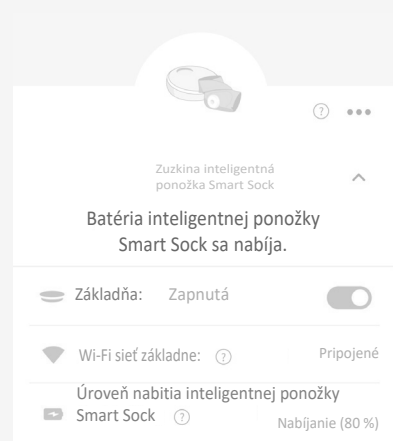 Zuzkina inteligentná
ponožka Smart Sock
Batéria inteligentnej ponožky
Smart Sock sa nabíja.
Základňa: Zapnutá
Wi-Fi sieť základne: ? Pripojené
Úroveň nabitia inteligentnej ponožky
Smart Sock ? Nabíjanie (80 %)